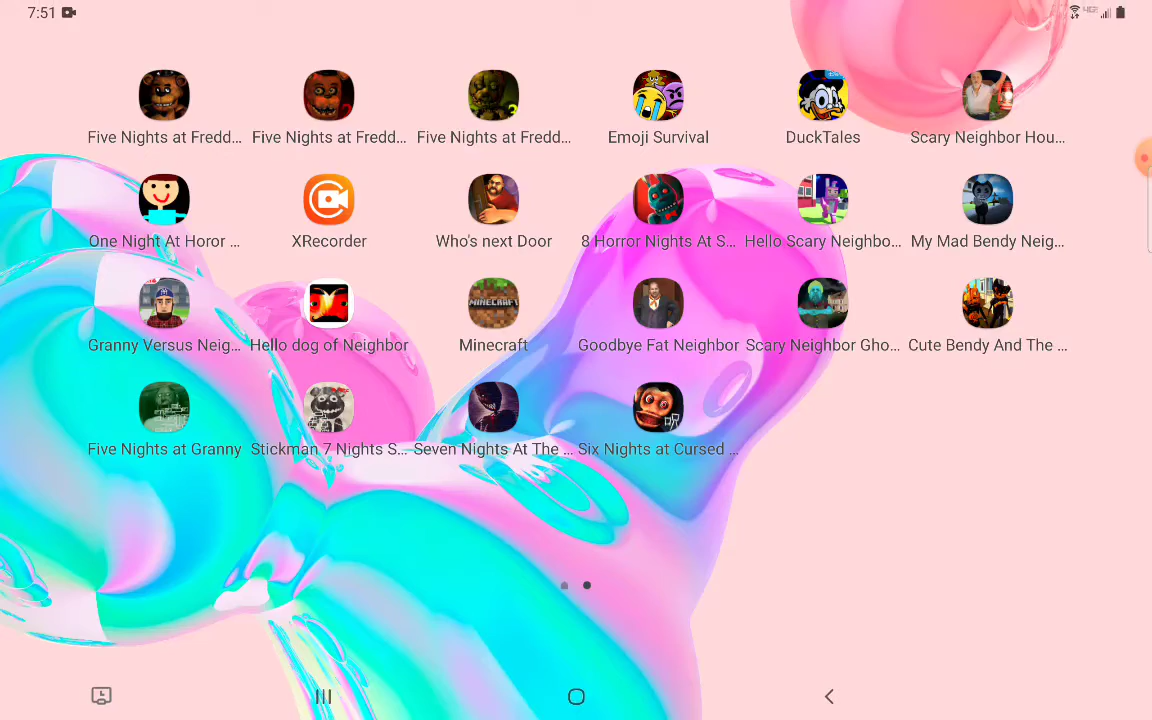 7:51
Five Nights at Fredd... Five Nights at Fredd... Five Nights at Fredd... Emoji Survival DuckTales Scary Neighbor Hou...
One Night At Horor ... XRecorder Who's next Door 8 Horror Nights At S... Hello Scary Neighbo... My Mad Bendy Neig...
MINECRAFT
Granny Versus Neig... Hello dog of Neighbor Minecraft Goodbye Fat Neighbor Scary Neighbor Gho... Cute Bendy And The ...
Five Nights at Granny Stickman 7 Nights S... Seven Nights At The ... Six Nights at Cursed ...